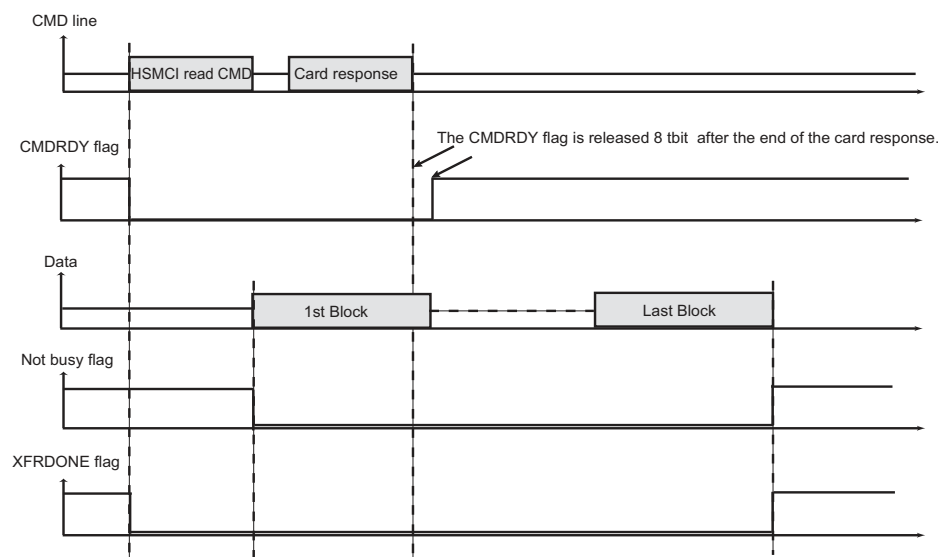 CMD line
HSMCI read CMD
Card response
CMDRDY flag
The CMDRDY flag is released 8 tbit after the end of the card response.
Data
1st Block
Last Block
Not busy flag
XFRDONE flag